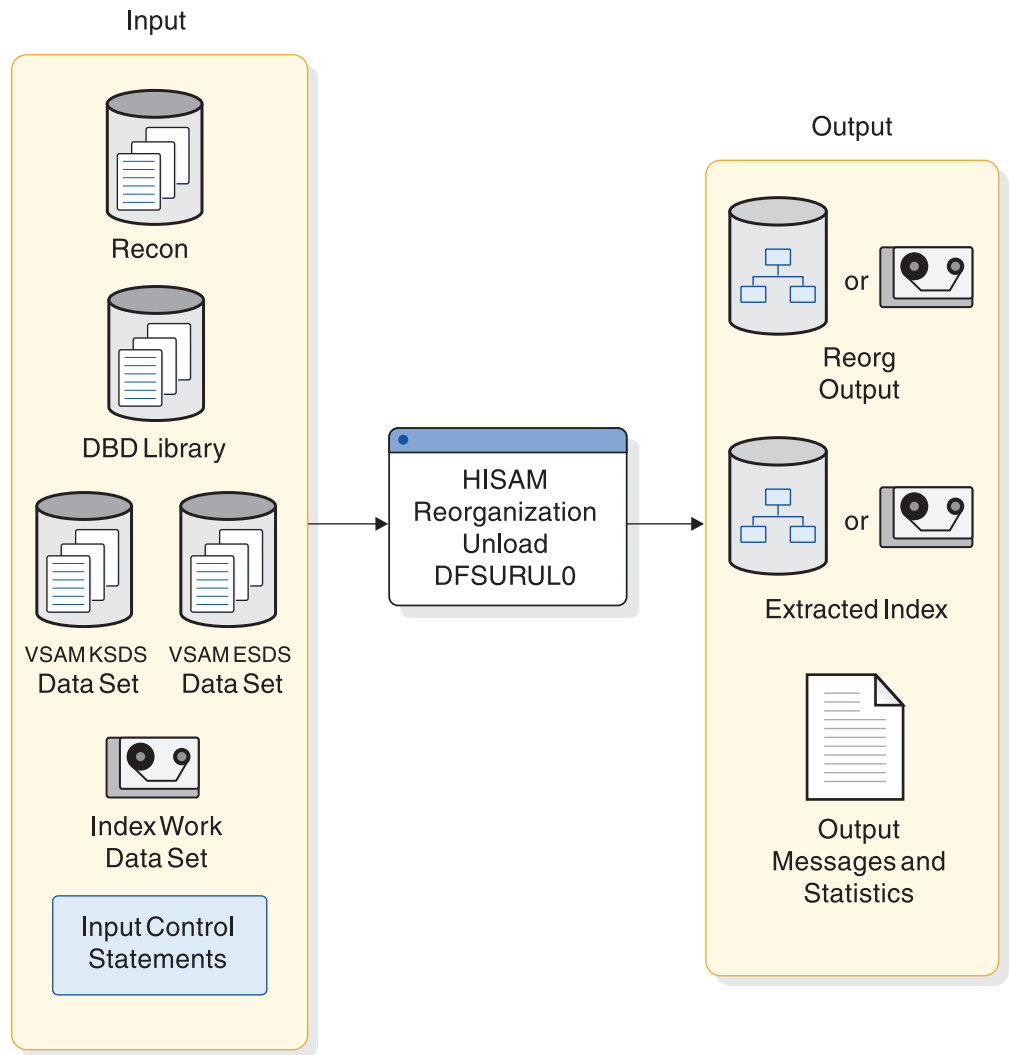 Input
Recon
DBD Library
VSAM KSDS
Data Set
VSAM ESDS
Data Set
Index Work
Data Set
Input Control
Statements
HISAM
Reorganization
Unload
DFSURUL0
Output
or
Reorg
Output
or
Extracted Index
Output
Messages and
Statistics